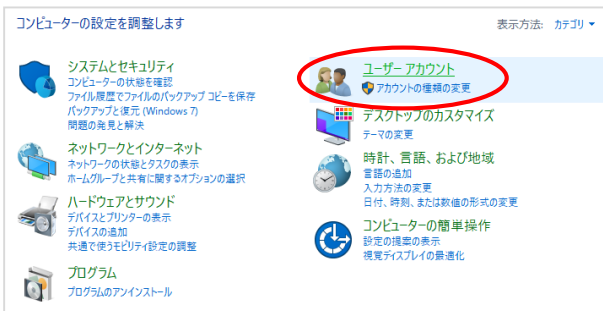 コンピューターの設定を調整します
表示方法: カテゴリ
システムとセキュリティ
コンピューターの状態を確認
ファイル履歴でファイルのバックアップ コピーを保存
バックアップと復元 (Windows 7)
問題の発見と解決
ネットワークとインターネット
ネットワークの状態とタスクの表示
ホームグループと共有に関するオプションの選択
ハードウェアとサウンド
デバイスとプリンターの表示
デバイスの追加
共通で使うモビリティ設定の調整
プログラム
プログラムのアンインストール
ユーザー アカウント
アカウントの種類の変更
デスクトップのカスタマイズ
テーマの変更
時計、言語、および地域
言語の追加
入力方法の変更
日付、時刻、または数値の形式の変更
コンピューターの簡単操作
設定の提案の表示
視覚ディスプレイの最適化